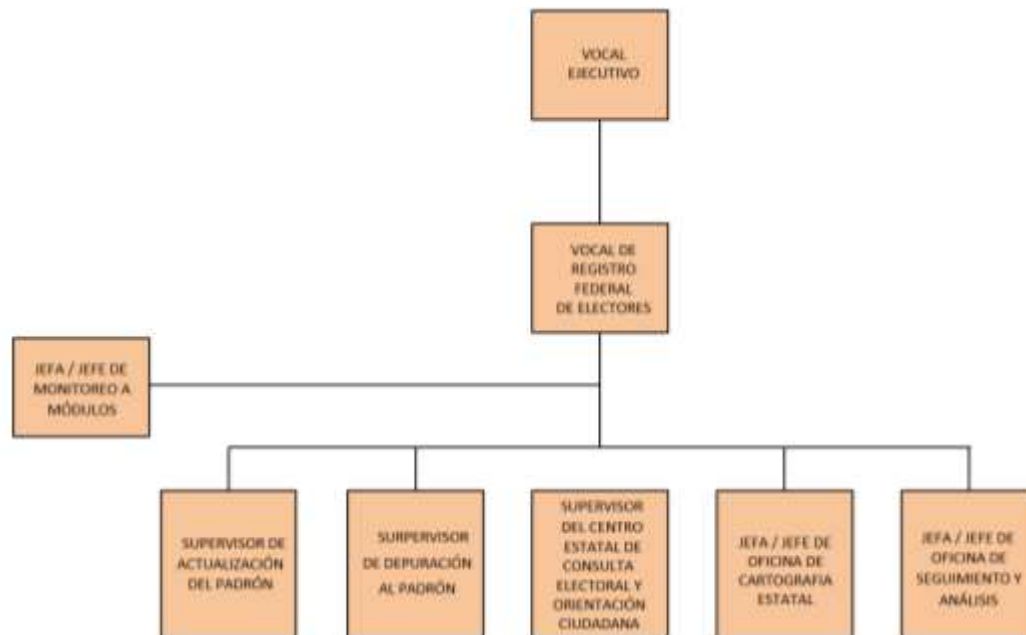 VOCAL
EJECUTIVO
VOCAL DE
REGISTRO
FEDERAL
DE ELECTORES
JEFA / JEFE DE
MONITOREO A
MÓDULOS
SUPERVISOR DE
ACTUALIZACIÓN
DEL PADRÓN
SURPERVISOR
DE DEPURACIÓN
AL PADRÓN
SUPERVISOR
DEL CENTRO
ESTATAL DE
CONSULTA
ELECTORAL Y
ORIENTACIÓN
CIUDADANA
JEFA / JEFE DE
OFICINA DE
CARTOGRAFIA
ESTATAL
JEFA / JEFE DE
OFICINA DE
SEGUIMIENTO Y
ANÁLISIS